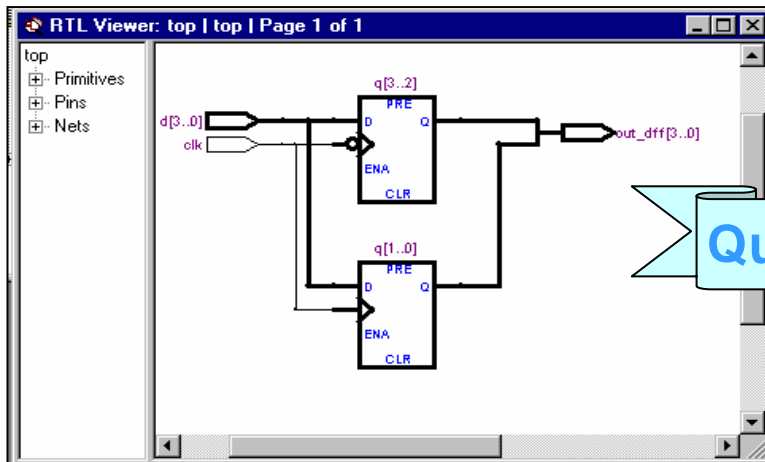 RTL Viewer: top | top | Page 1 of 1
top
Primitives
Pins
Nets
q[3..2]
PRE
d[3..0]
D
Q
out_dff[3..0]
clk
ENA
CLR
q[1..0]
PRE
D
Q
ENA
CLR